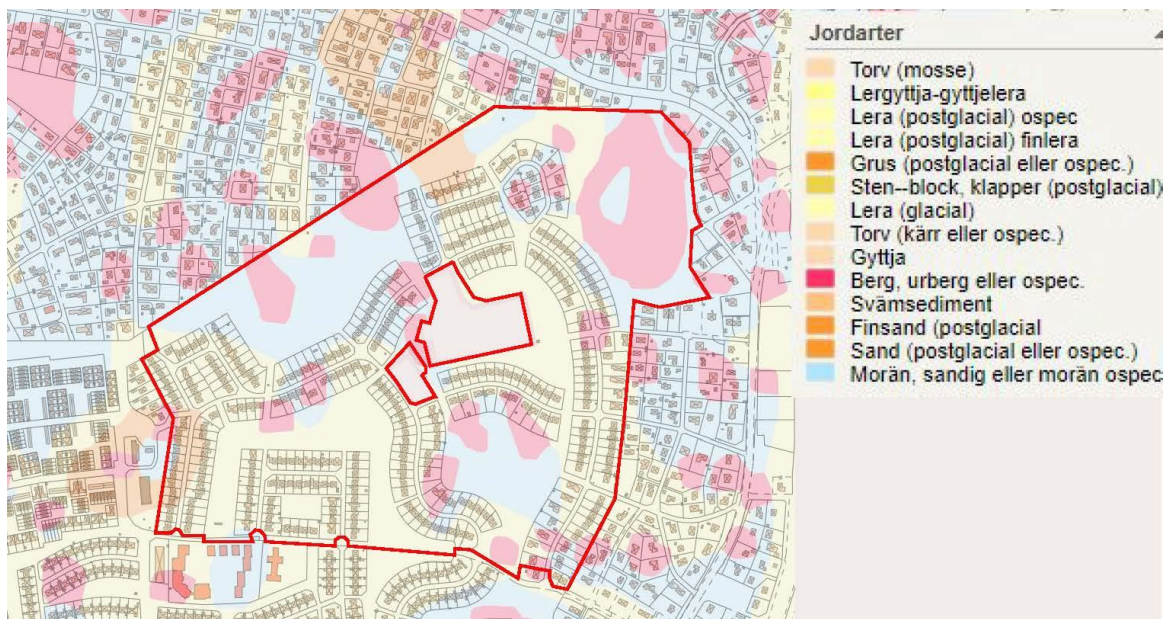 Jordarter
Torv (mosse)
Lergyttja-gyttjelera
Lera (postglacial) ospec
Lera (postglacial) finlera
Grus (postglacial eller ospec.)
Sten--block, klapper (postglacial)
Lera (glacial)
Torv (kärr eller ospec.)
Gyttja
Berg, urberg eller ospec.
Svämsediment
Finsand (postglacial
Sand (postglacial eller ospec.)
Morän, sandig eller morän ospec